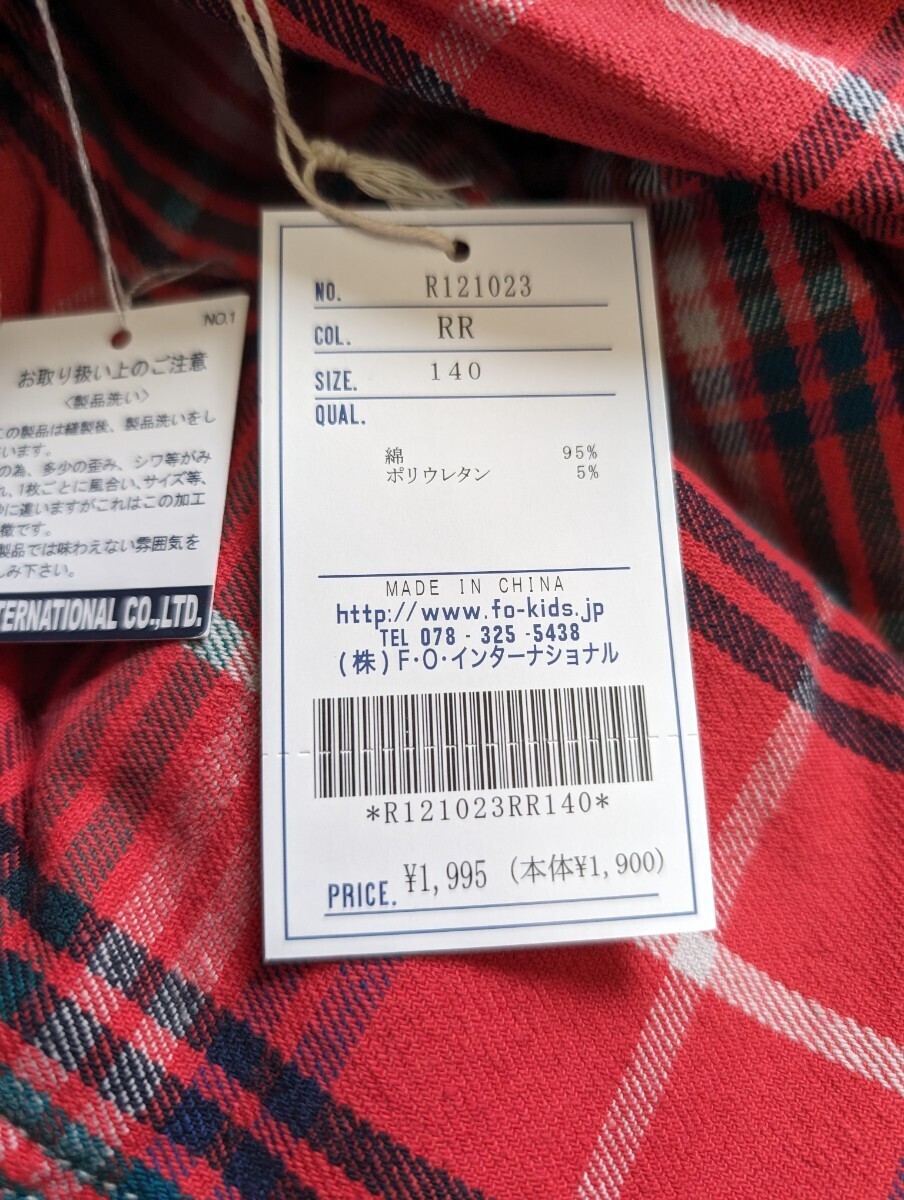 NO.1
お取り扱い上のご注意
〈製品洗い〉
この製品は縫製後、製品洗いをし
います。
の為、多少の歪み、シワ等がみ
れ、1枚ごとに風合い、サイズ等、
に違いますがこれはこの加工
徴です。
製品では味わえない雰囲気を
しみ下さい。
TERNATIONAL CO.,LTD.
NO. R121023
COL. RR
SIZE. 140
QUAL.
綿 95%
ポリウレタン 5%
MADE IN CHINA
http://www.fo-kids.jp
TEL 078-325-5438
(株)F・O・インターナショナル
*R121023RR140*
PRICE. ¥1,995 (本体¥1,900)